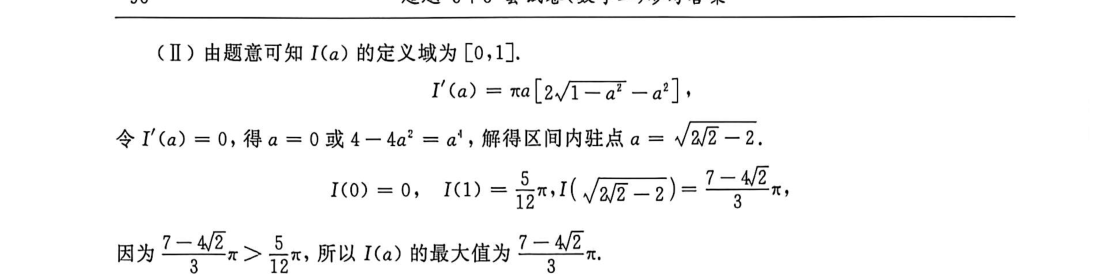 (Ⅱ)由题意可知 I(a) 的定义域为[0,1].
I′(a) = πa[2√(1−a²) − a²],
令 I′(a) = 0, 得 a = 0 或 4 − 4a² = a⁴, 解得区间内驻点 a = √(2√2 − 2).
I(0) = 0, I(1) = 5/12 π, I(√(2√2 − 2)) = (7 − 4√2)/3 π,
因为 (7 − 4√2)/3 π > 5/12 π, 所以 I(a) 的最大值为 (7 − 4√2)/3 π.